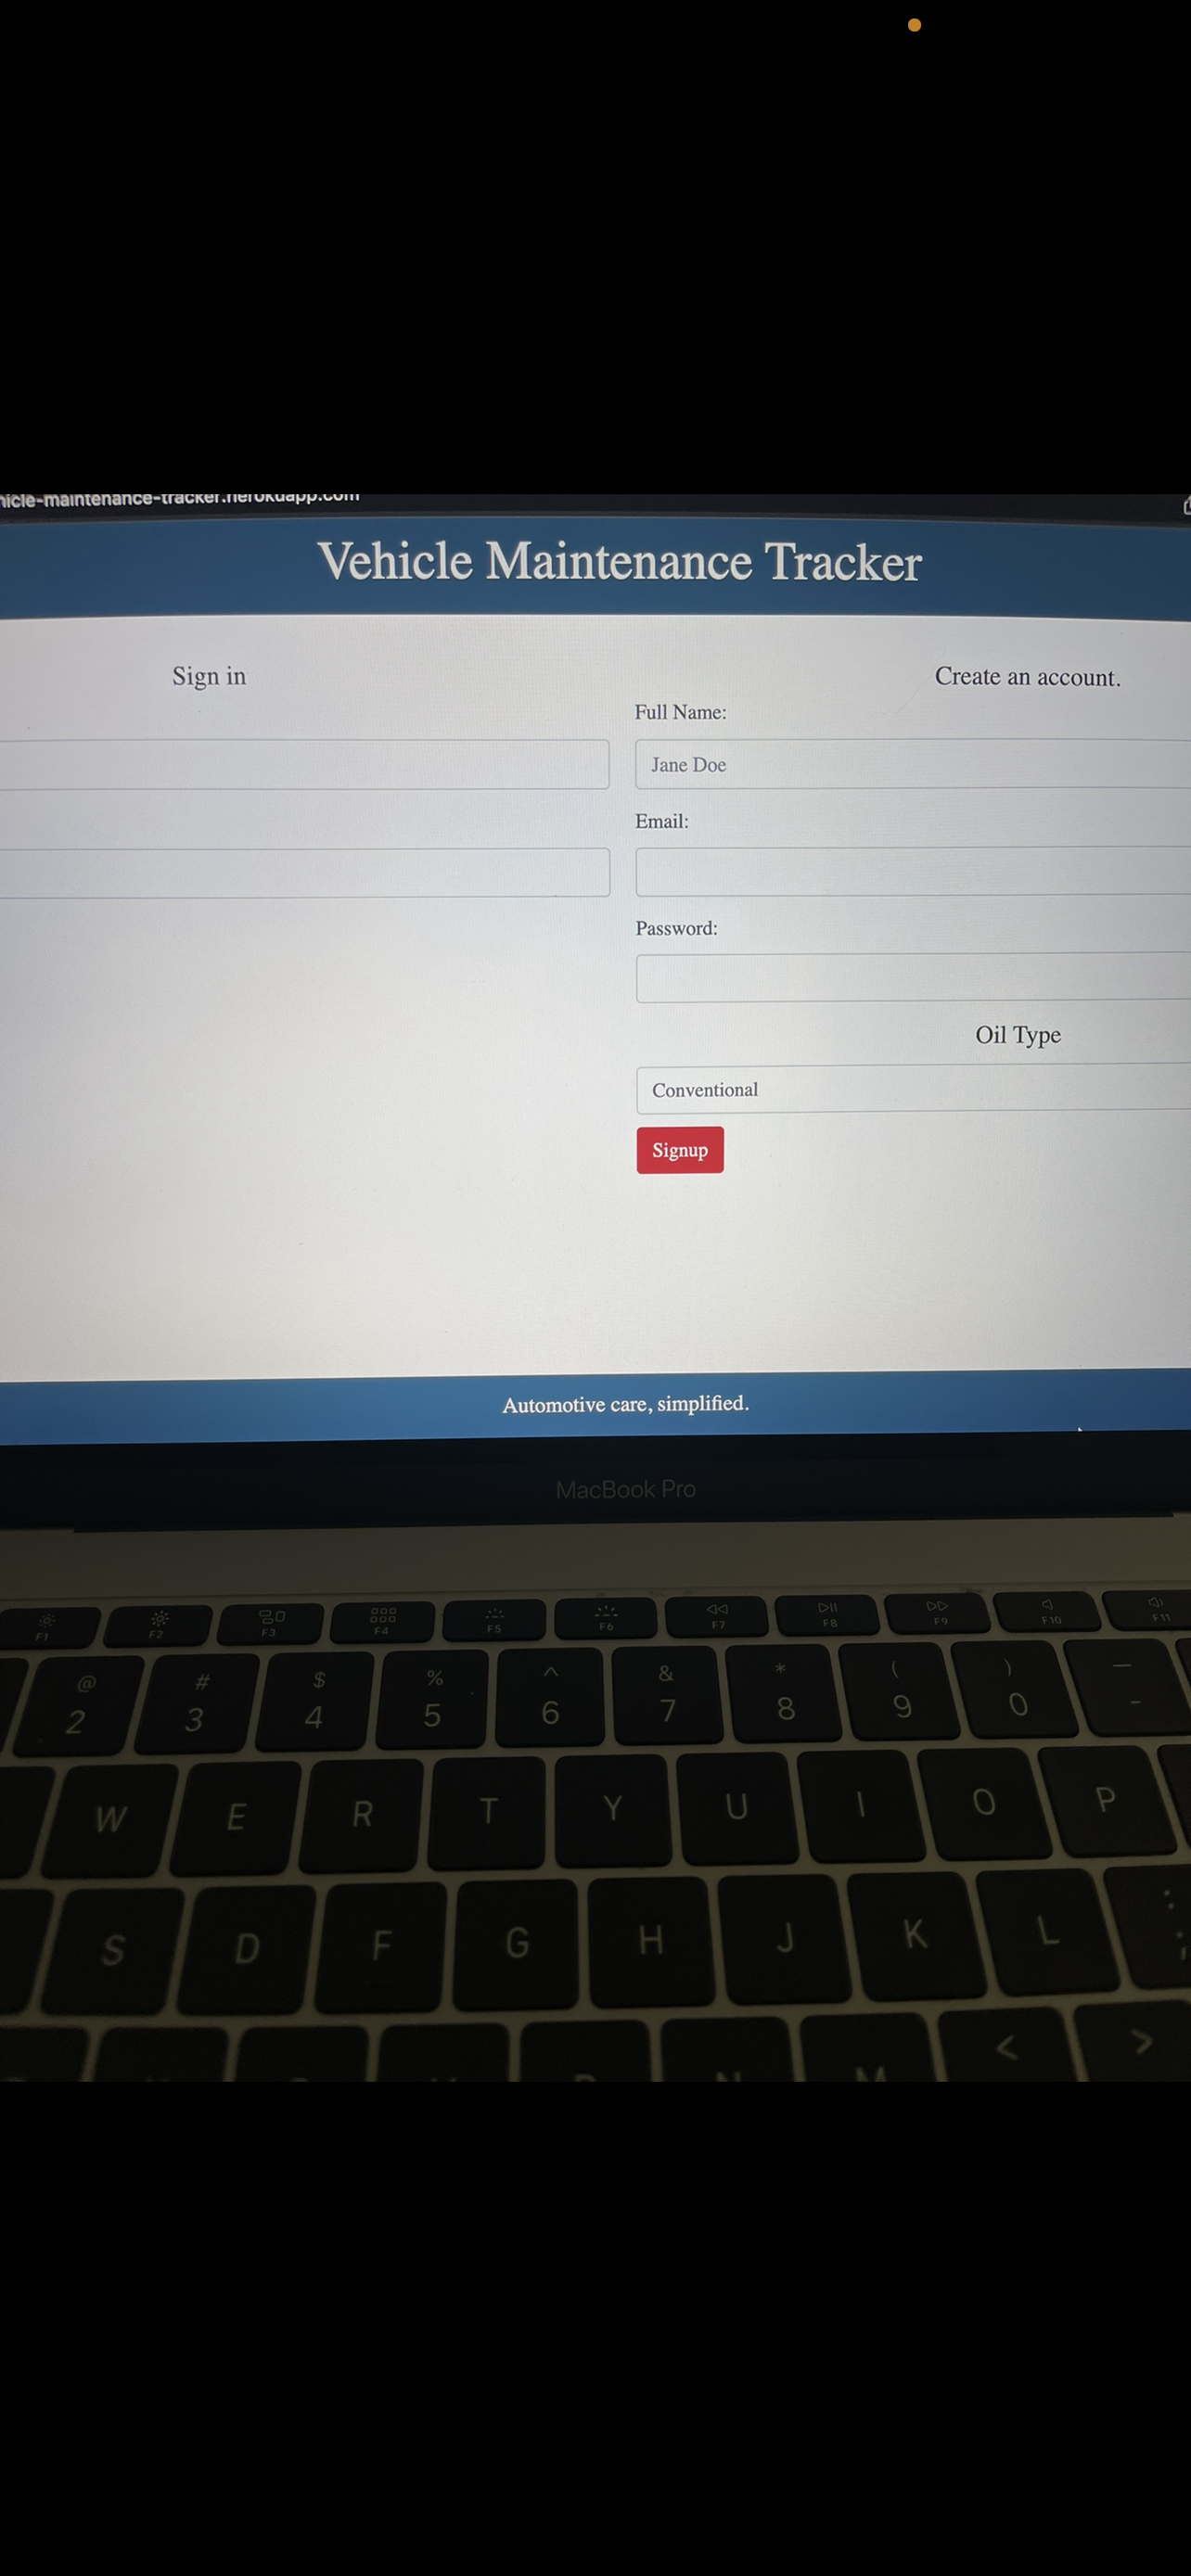 hicle-maintenance-tracker.herokuapp.com
Vehicle Maintenance Tracker
Sign in
Create an account.
Full Name:
Jane Doe
Email:
Password:
Oil Type
Conventional
Signup
Automotive care, simplified.
MacBook Pro
F1 F2 F3 F4 F5 F6 F7 F8 F9 F10 F11
@ # $ % ^ & * ( ) —
2 3 4 5 6 7 8 9 0 -
W E R T Y U I O P
S D F G H J K L : ;
N M < >